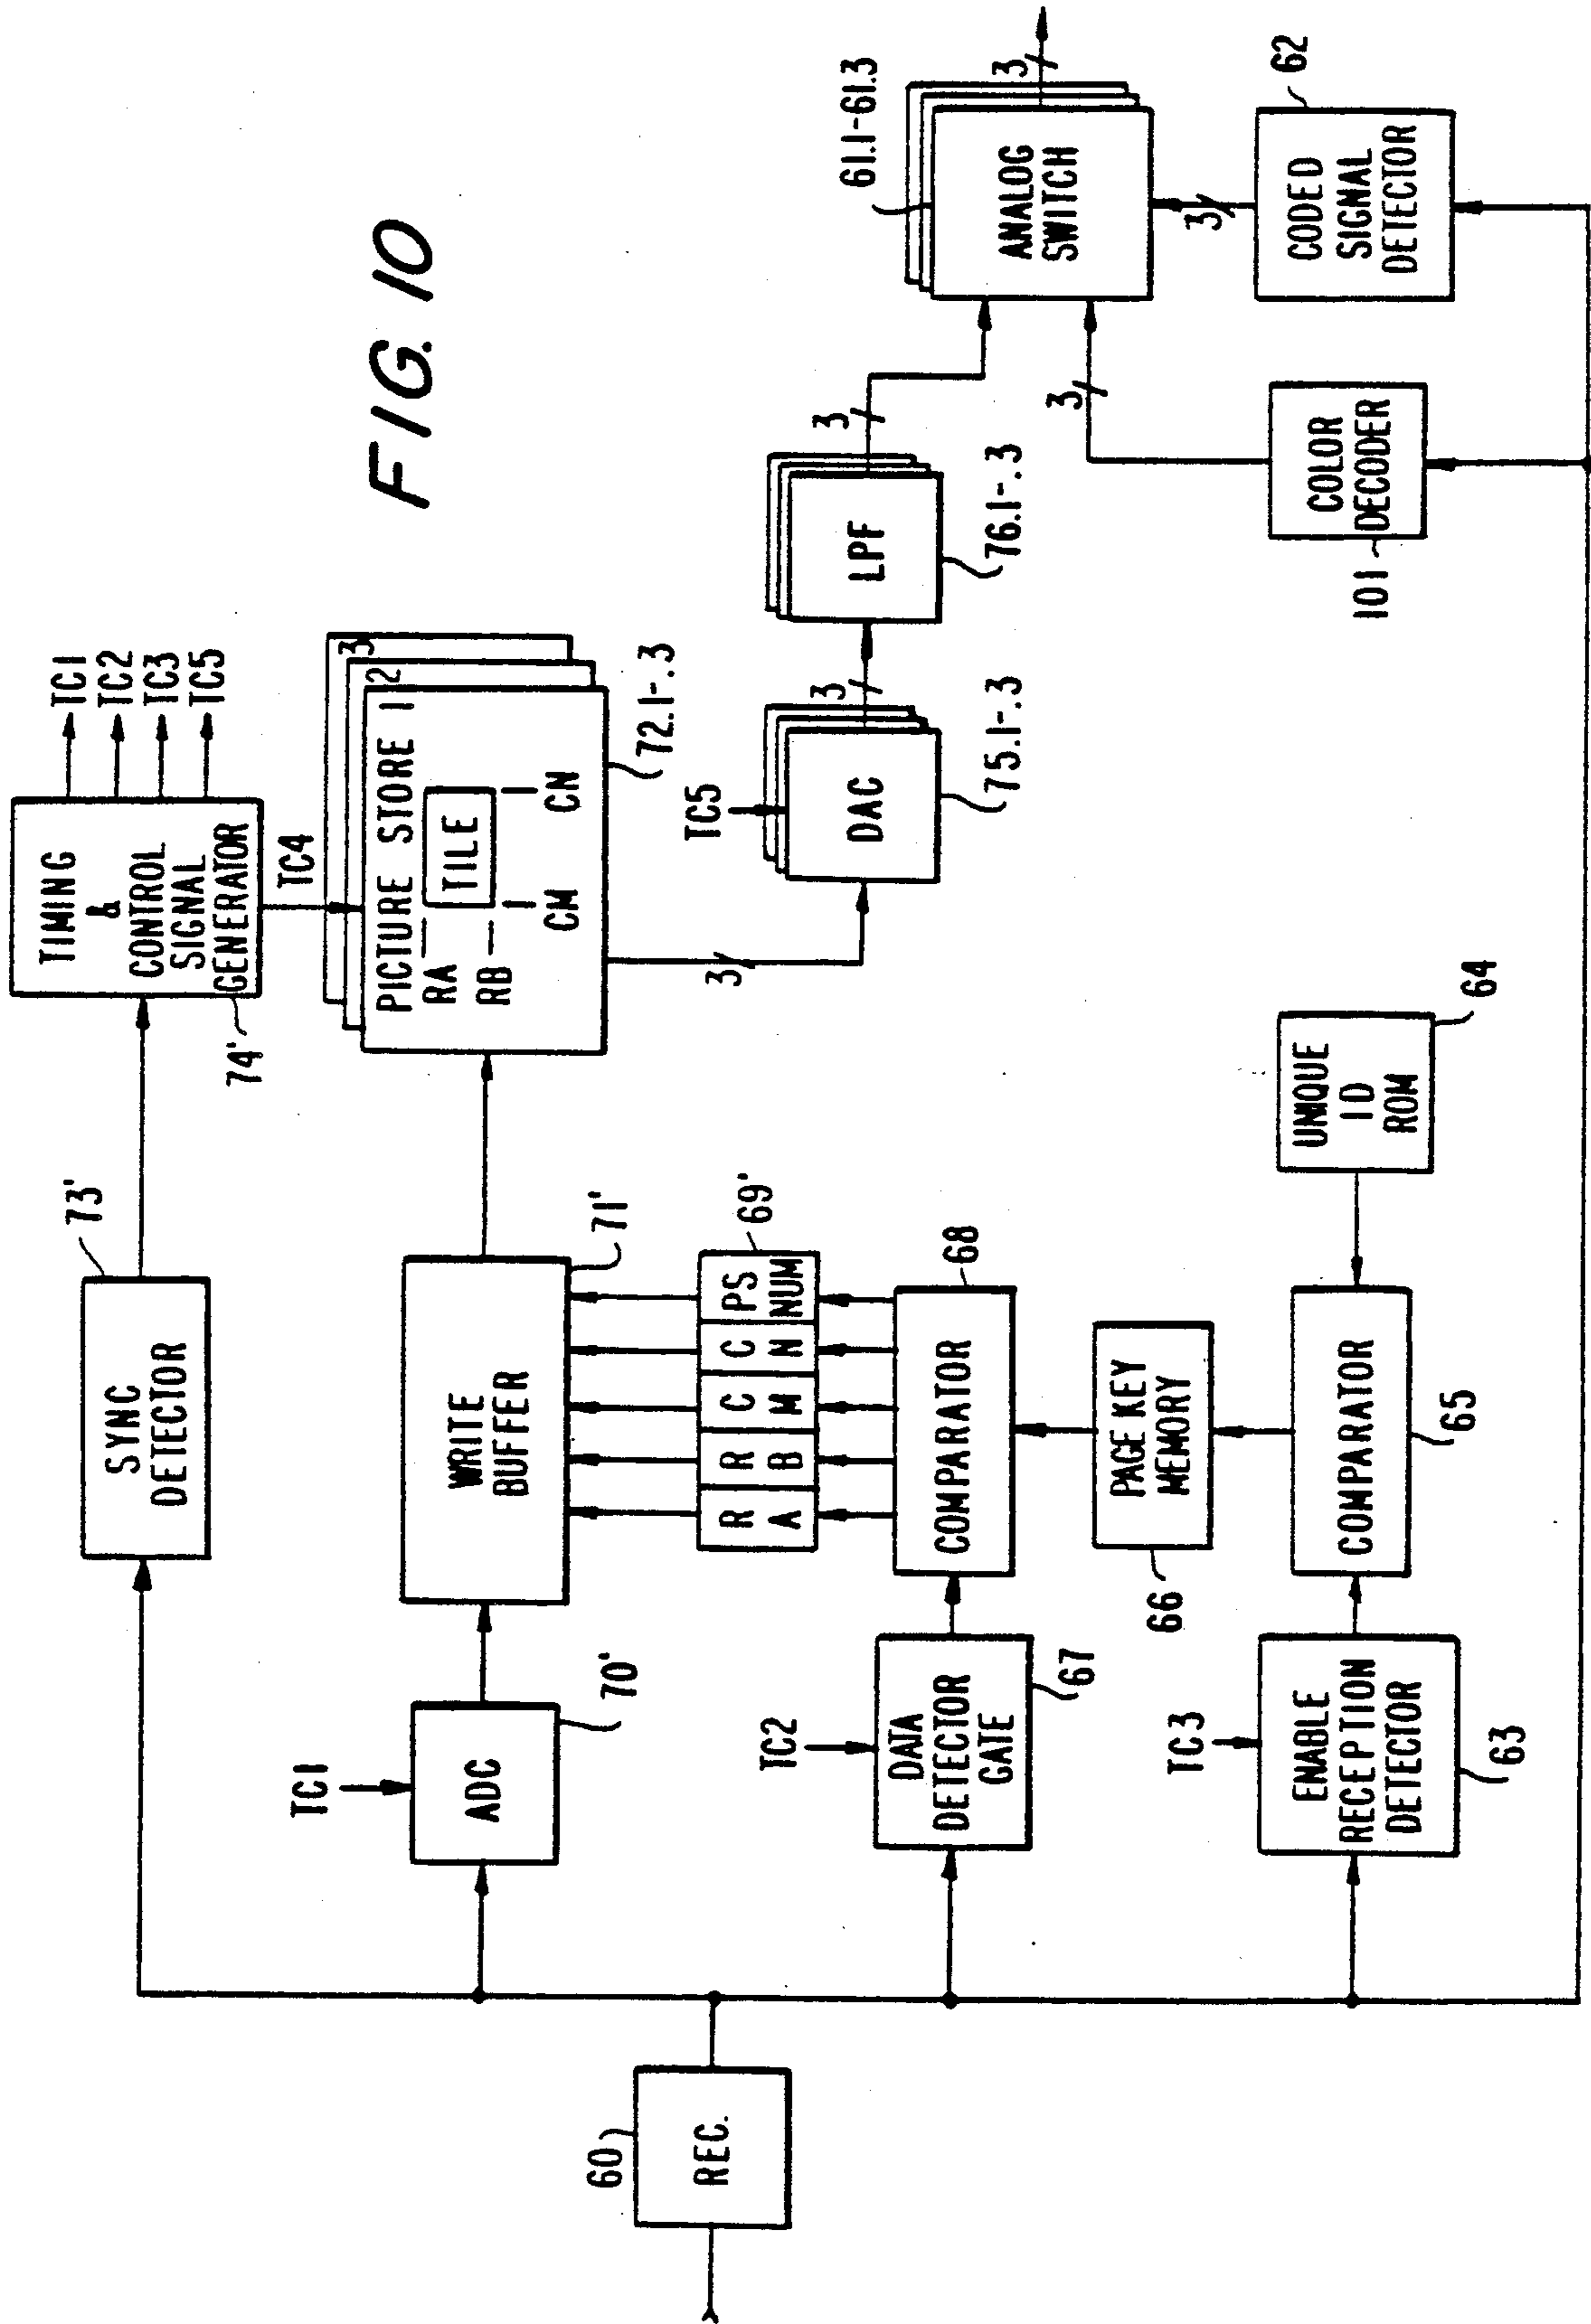 FIG. 10
60
REC.
SYNC
DETECTOR
73'
TIMING
&
CONTROL
SIGNAL
GENERATOR
74'
TC1
TC2
TC3
TC5
TC4
TC1
ADC
70'
WRITE
BUFFER
71'
PICTURE STORE 1
2
3
RA
RB
TILE
CM
CN
72.1-.3
3
TC5
DAC
75.1-.3
3
LPF
76.1-.3
3
ANALOG
SWITCH
61.1-61.3
3
3
3
TC2
DATA
DETECTOR
GATE
67
COMPARATOR
68
R A
R B
C M
C N
PS NUM
69'
PAGE KEY
MEMORY
66
TC3
ENABLE
RECEPTION
DETECTOR
63
COMPARATOR
65
UNIQUE
ID
ROM
64
COLOR
DECODER
101
CODED
SIGNAL
DETECTOR
62